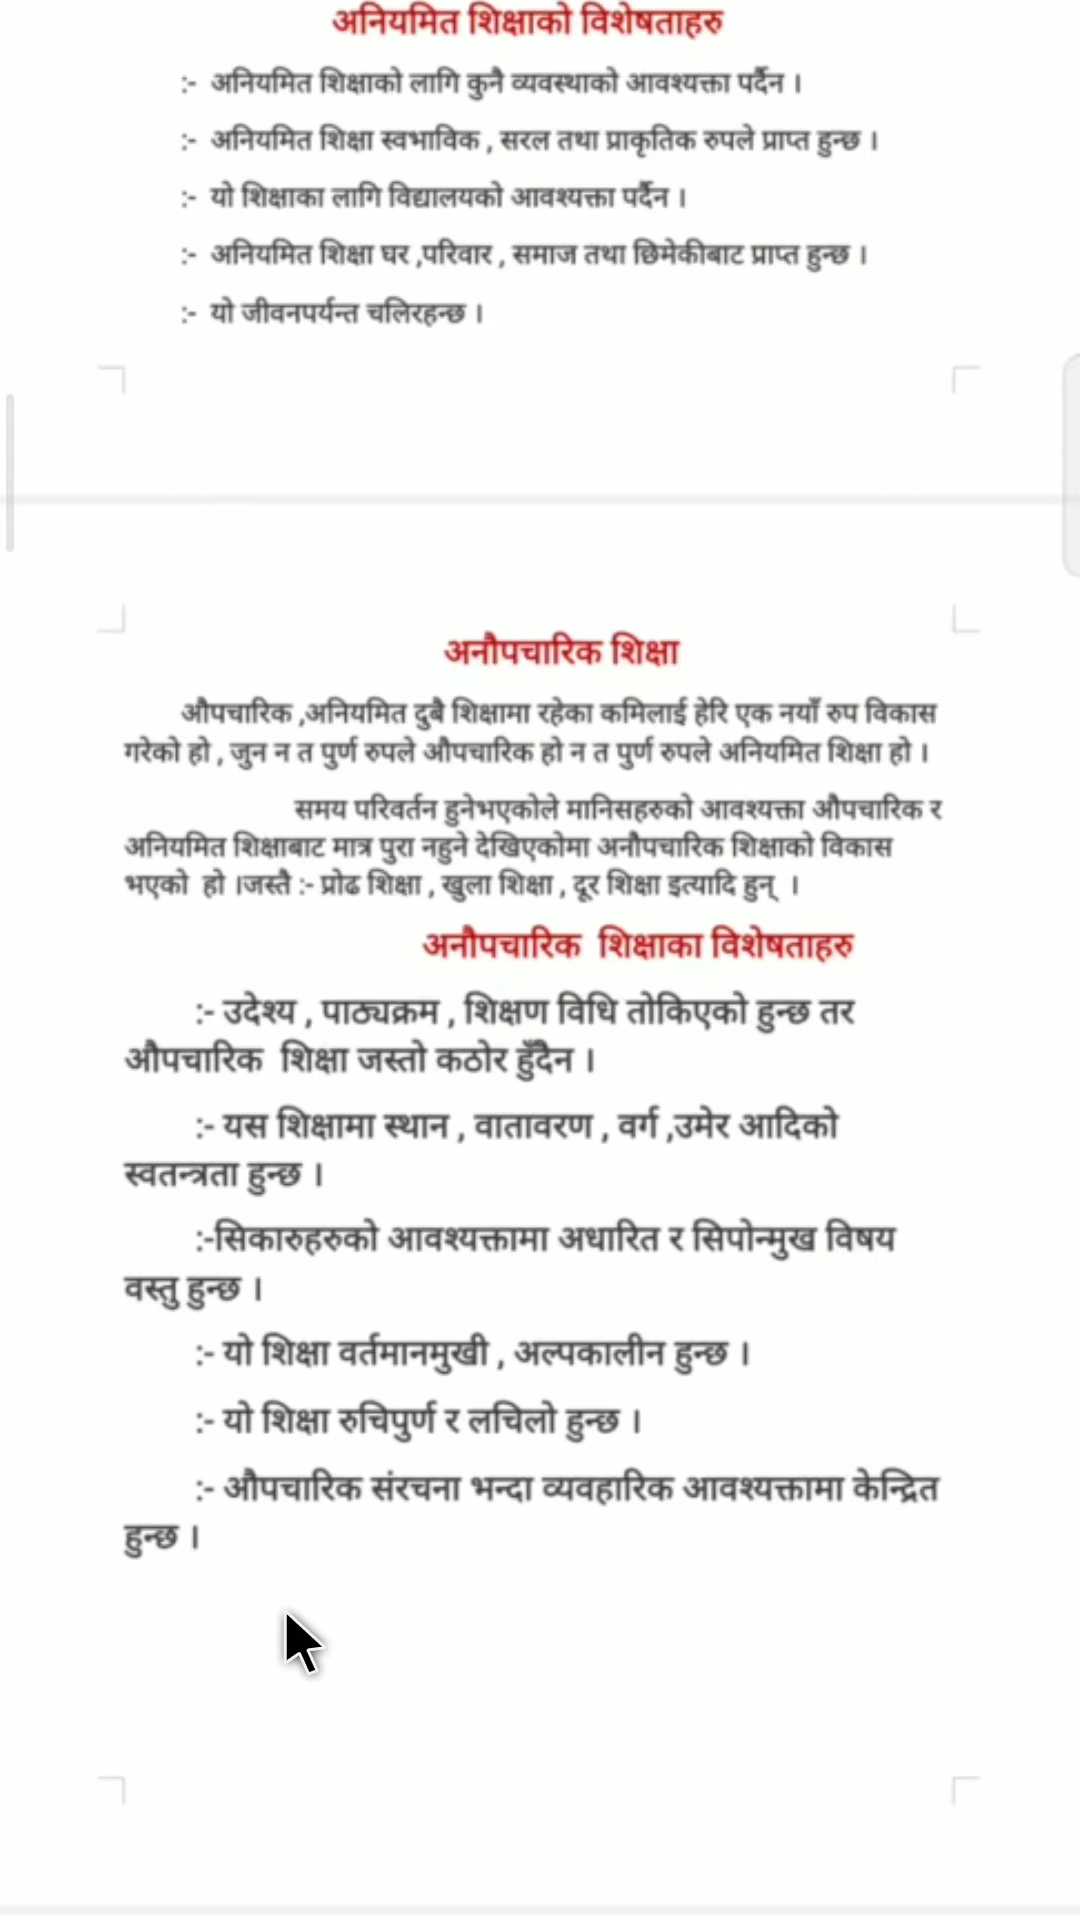 अनियमित शिक्षाको विशेषताहरु
:- अनियमित शिक्षाको लागि कुनै व्यवस्थाको आवश्यक्ता पर्दैन ।
:- अनियमित शिक्षा स्वभाविक , सरल तथा प्राकृतिक रुपले प्राप्त हुन्छ ।
:- यो शिक्षाका लागि विद्यालयको आवश्यक्ता पर्दैन ।
:- अनियमित शिक्षा घर ,परिवार , समाज तथा छिमेकीबाट प्राप्त हुन्छ ।
:- यो जीवनपर्यन्त चलिरहन्छ ।
अनौपचारिक शिक्षा
औपचारिक ,अनियमित दुबै शिक्षामा रहेका कमिलाई हेरि एक नयाँ रुप विकास
गरेको हो , जुन न त पुर्ण रुपले औपचारिक हो न त पुर्ण रुपले अनियमित शिक्षा हो ।
समय परिवर्तन हुनेभएकोले मानिसहरुको आवश्यक्ता औपचारिक र
अनियमित शिक्षाबाट मात्र पुरा नहुने देखिएकोमा अनौपचारिक शिक्षाको विकास
भएको हो ।जस्तै :- प्रोढ शिक्षा , खुला शिक्षा , दूर शिक्षा इत्यादि हुन् ।
अनौपचारिक शिक्षाका विशेषताहरु
:- उदेश्य , पाठ्यक्रम , शिक्षण विधि तोकिएको हुन्छ तर
औपचारिक शिक्षा जस्तो कठोर हुँदैन ।
:- यस शिक्षामा स्थान , वातावरण , वर्ग ,उमेर आदिको
स्वतन्त्रता हुन्छ ।
:-सिकारुहरुको आवश्यक्तामा अधारित र सिपोन्मुख विषय
वस्तु हुन्छ ।
:- यो शिक्षा वर्तमानमुखी , अल्पकालीन हुन्छ ।
:- यो शिक्षा रुचिपुर्ण र लचिलो हुन्छ ।
:- औपचारिक संरचना भन्दा व्यवहारिक आवश्यक्तामा केन्द्रित
हुन्छ ।